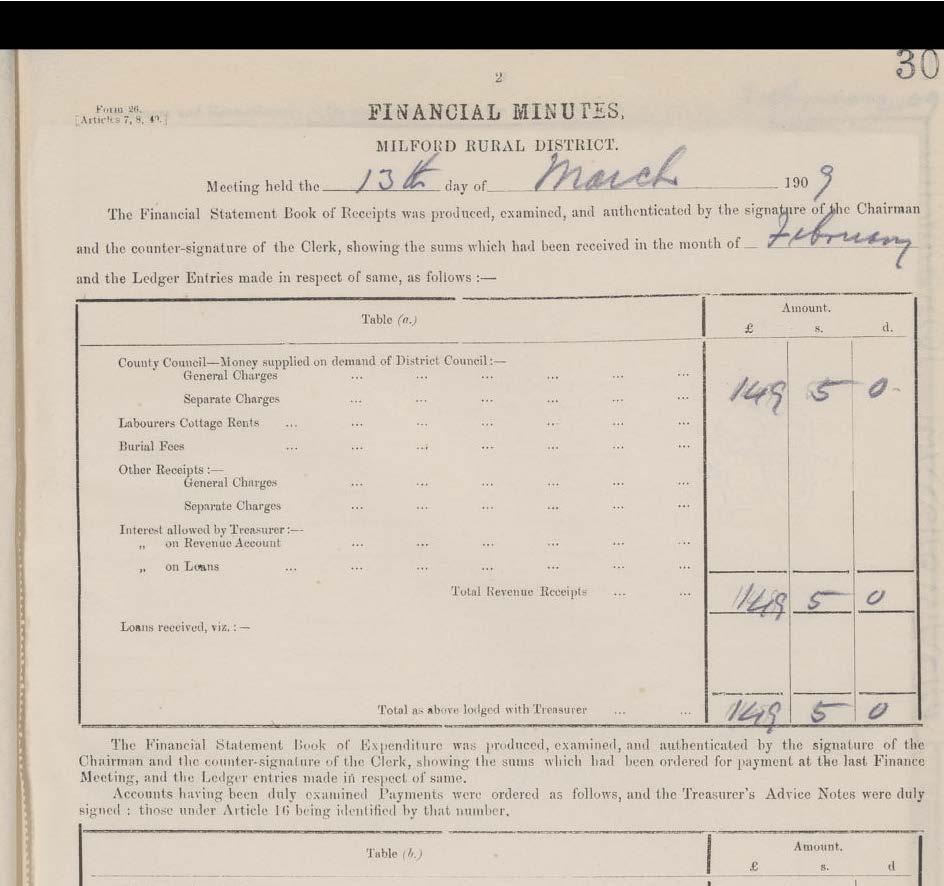 30
2
Form 26.
[Articles 7, 8, 49.]
FINANCIAL MINUTES,
MILFORD RURAL DISTRICT.
Meeting held the 13th day of March 1909
The Financial Statement Book of Receipts was produced, examined, and authenticated by the signature of the Chairman
and the counter-signature of the Clerk, showing the sums which had been received in the month of February
and the Ledger Entries made in respect of same, as follows :—
Table (a.) Amount.
£ s. d.
County Council—Money supplied on demand of District Council :—
General Charges ... ... ... ... ... ...
Separate Charges ... ... ... ... ... ... 149 5 0
Labourers Cottage Rents ... ... ... ... ... ... ...
Burial Fees ... ... ... ... ... ... ...
Other Receipts :—
General Charges ... ... ... ... ... ...
Separate Charges ... ... ... ... ... ...
Interest allowed by Treasurer :—
„ on Revenue Account ... ... ... ... ... ...
„ on Loans ... ... ... ... ... ... ...
Total Revenue Receipts ... ... 149 5 0
Loans received, viz. : —
Total as above lodged with Treasurer ... ... 149 5 0
The Financial Statement Book of Expenditure was produced, examined, and authenticated by the signature of the
Chairman and the counter-signature of the Clerk, showing the sums which had been ordered for payment at the last Finance
Meeting, and the Ledger entries made in respect of same.
Accounts having been duly examined Payments were ordered as follows, and the Treasurer's Advice Notes were duly
signed : those under Article 16 being identified by that number.
Table (b.) Amount.
£ s. d